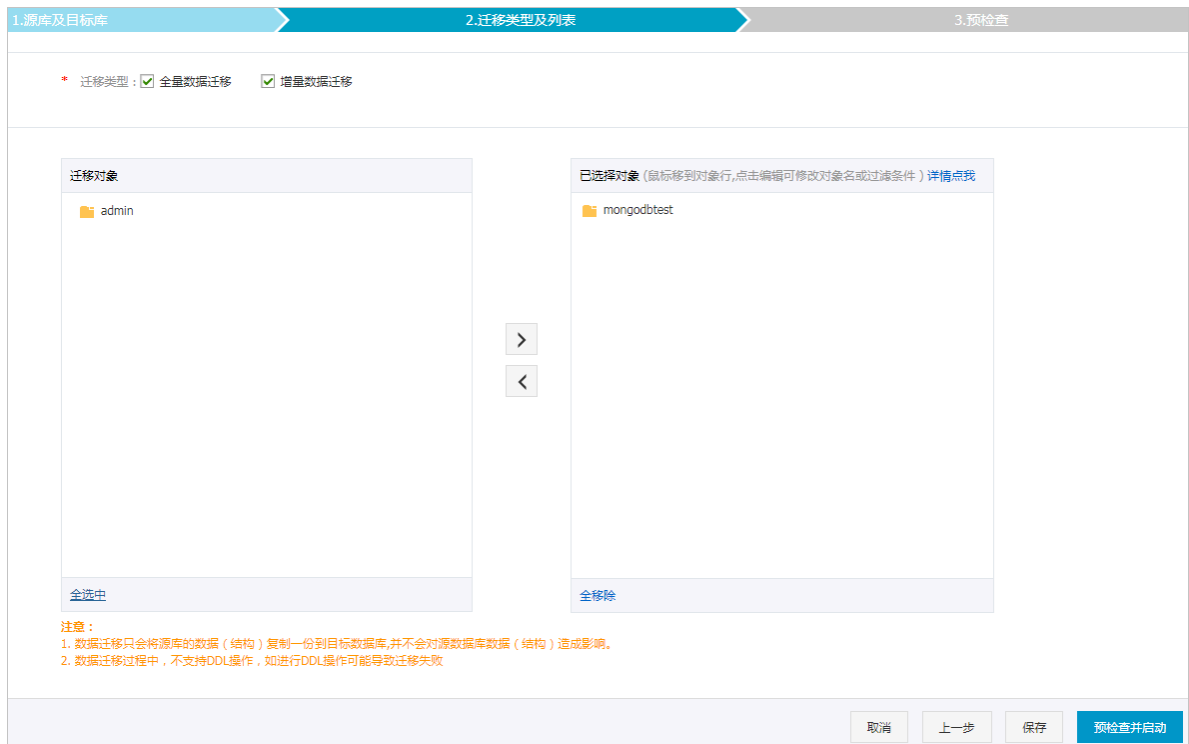 1.源库及目标库
2.迁移类型及列表
3.预检查
* 迁移类型：全量数据迁移 增量数据迁移
迁移对象
admin
全选中
已选择对象 (鼠标移到对象行,点击编辑可修改对象名或过滤条件 ) 详情点我
mongodbtest
全移除
注意：
1. 数据迁移只会将源库的数据（结构）复制一份到目标数据库,并不会对源数据库数据（结构）造成影响。
2. 数据迁移过程中，不支持DDL操作，如进行DDL操作可能导致迁移失败
取消 上一步 保存 预检查并启动